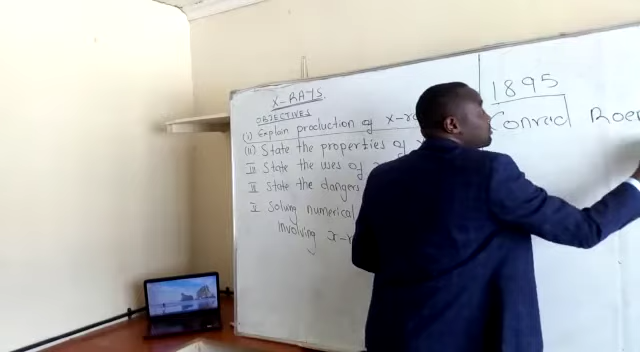 X-RAYS
OBJECTIVES
(i) Explain production of x-ra
(ii) State the properties of
III State the uses of
State the dangers
V Solving numerical
involving x-r
1895
Conrad Roe